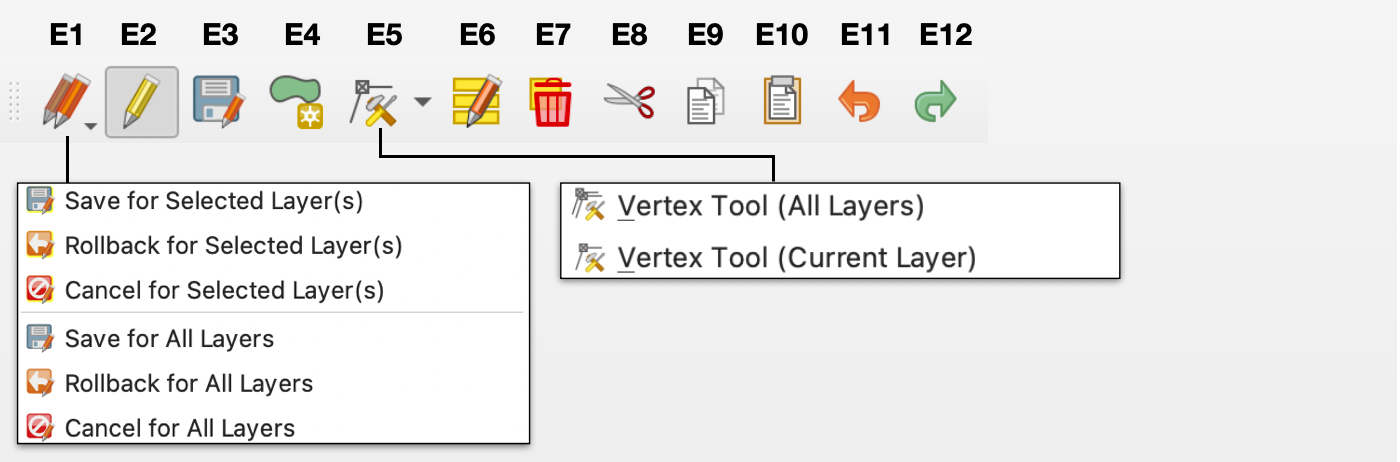 E1 E2 E3 E4 E5 E6 E7 E8 E9 E10 E11 E12
Save for Selected Layer(s)
Rollback for Selected Layer(s)
Cancel for Selected Layer(s)
Save for All Layers
Rollback for All Layers
Cancel for All Layers
Vertex Tool (All Layers)
Vertex Tool (Current Layer)